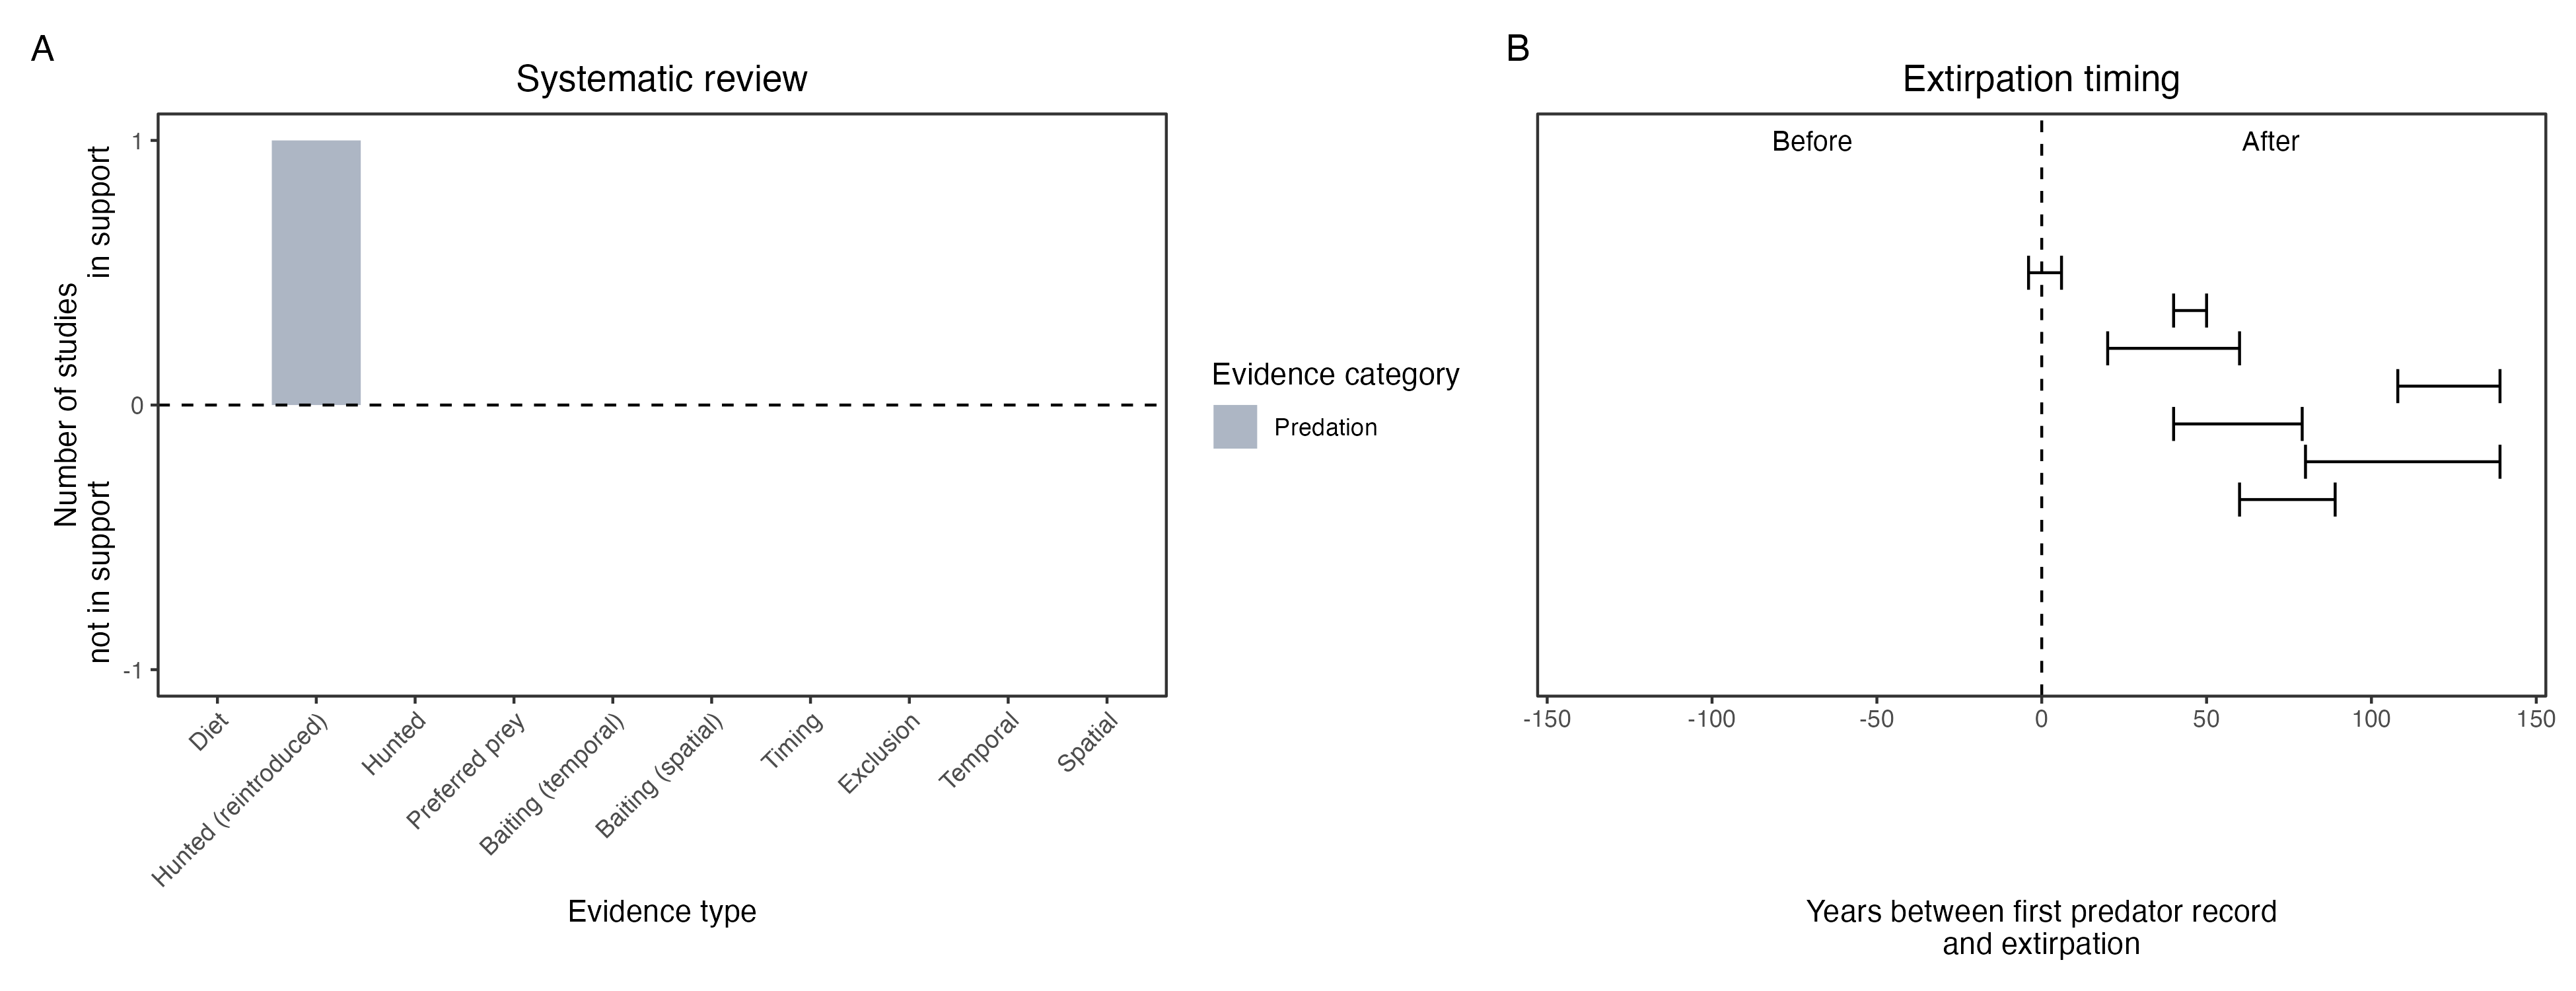 A
Systematic review
Number of studies
in support
not in support
1
0
-1
Diet
Hunted (reintroduced)
Hunted
Preferred prey
Baiting (temporal)
Baiting (spatial)
Timing
Exclusion
Temporal
Spatial
Evidence type
Evidence category
Predation
B
Extirpation timing
Before
After
-150
-100
-50
0
50
100
150
Years between first predator record
and extirpation